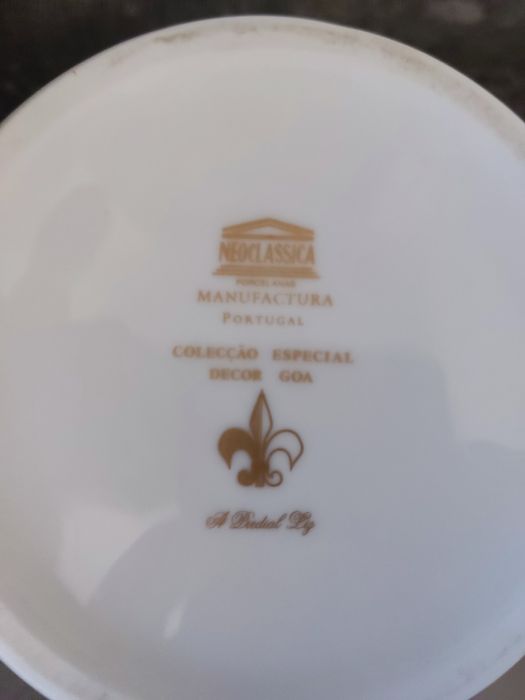 NEOCLASSICA
PORCELANAS
MANUFACTURA
PORTUGAL
COLECÇÃO ESPECIAL
DECOR GOA
A